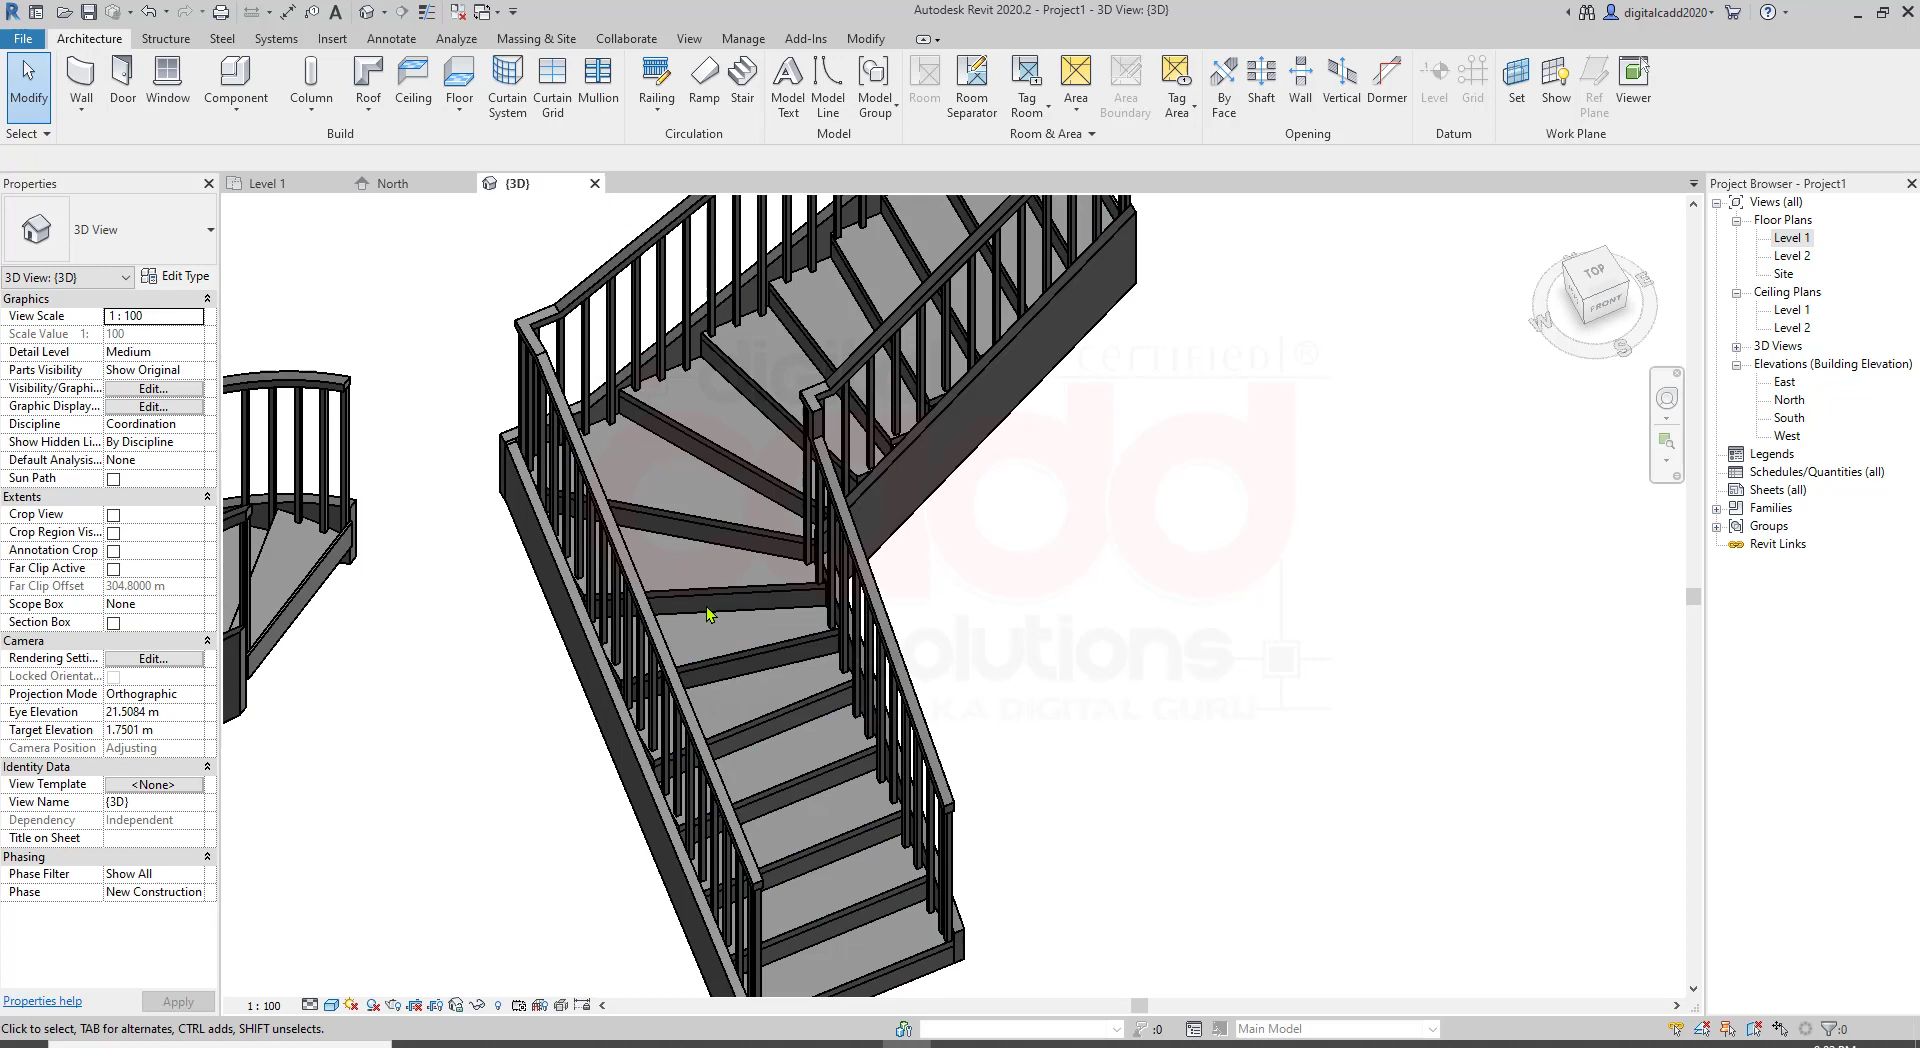 Autodesk Revit 2020.2 - Project1 - 3D View: {3D}
digitalcadd2020
File Architecture Structure Steel Systems Insert Annotate Analyze Massing & Site Collaborate View Manage Add-Ins Modify
Modify Wall Door Window Component Column Roof Ceiling Floor Curtain System Curtain Grid Mullion Railing Ramp Stair Model Text Model Line Model Group Room Room Separator Tag Room Area Area Boundary Tag Area By Face Shaft Wall Vertical Dormer Level Grid Set Show Ref Plane Viewer
Select Build Circulation Model Room & Area Opening Datum Work Plane
Properties
Level 1 North {3D}
Project Browser - Project1
3D View
3D View: {3D} Edit Type
Graphics
View Scale 1 : 100
Scale Value 1: 100
Detail Level Medium
Parts Visibility Show Original
Visibility/Graphi... Edit...
Graphic Display... Edit...
Discipline Coordination
Show Hidden Li... By Discipline
Default Analysis... None
Sun Path
Extents
Crop View
Crop Region Vis...
Annotation Crop
Far Clip Active
Far Clip Offset 304.8000 m
Scope Box None
Section Box
Camera
Rendering Setti... Edit...
Locked Orientat...
Projection Mode Orthographic
Eye Elevation 21.5084 m
Target Elevation 1.7501 m
Camera Position Adjusting
Identity Data
View Template <None>
View Name {3D}
Dependency Independent
Title on Sheet
Phasing
Phase Filter Show All
Phase New Construction
Properties help Apply
TOP
FRONT
E
W
S
CERTIFIED ®
cadd
solutions
KA DIGITAL GURU
Views (all)
Floor Plans
Level 1
Level 2
Site
Ceiling Plans
Level 1
Level 2
3D Views
Elevations (Building Elevation)
East
North
South
West
Legends
Schedules/Quantities (all)
Sheets (all)
Families
Groups
Revit Links
1 : 100
Click to select, TAB for alternates, CTRL adds, SHIFT unselects.
:0
Main Model
:0